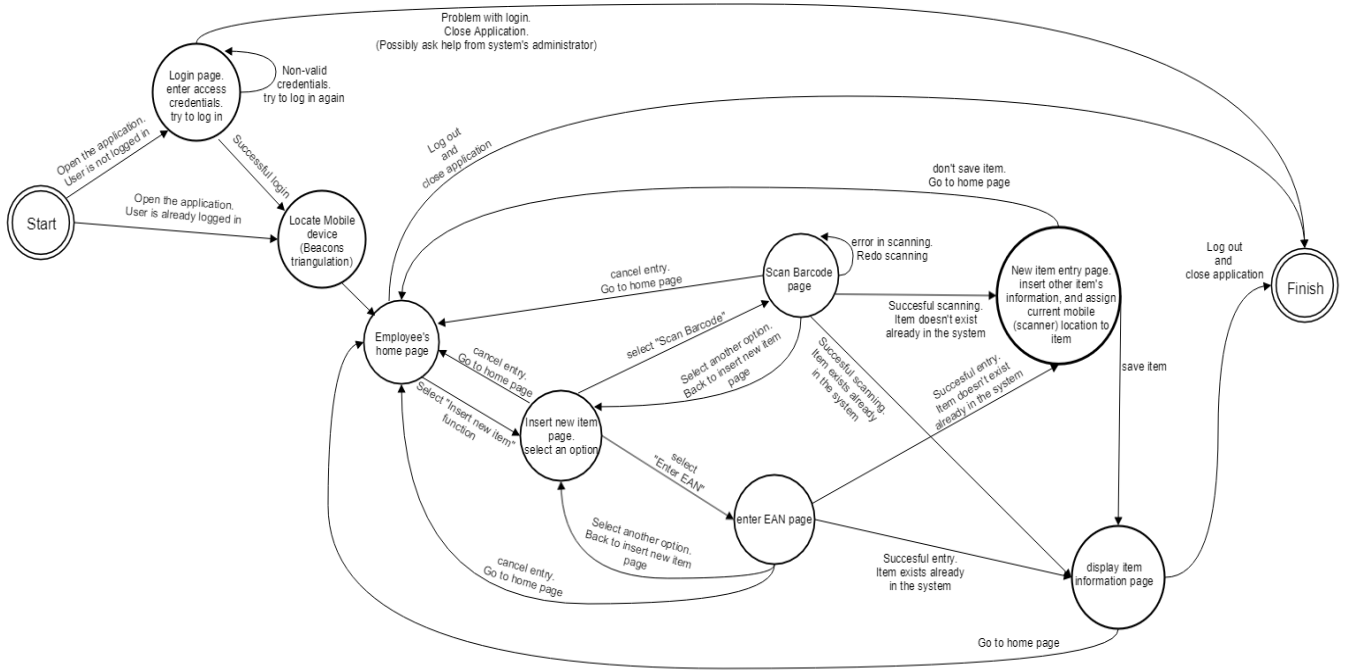 Problem with login.
Close Application.
(Possibly ask help from system's administrator)
Login page.
enter access
credentials.
try to log in
Non-valid
credentials.
try to log in again
Open the application.
User is not logged in
Successful login
Log out
and
close application
Start
Open the application.
User is already logged in
Locate Mobile
device
(Beacons
triangulation)
don't save item.
Go to home page
error in scanning.
Redo scanning
Scan Barcode
page
cancel entry.
Go to home page
New item entry page.
insert other item's
information, and assign
current mobile
(scanner) location to
item
Log out
and
close application
Finish
Succesful scanning.
Item doesn't exist
already in the system
Employee's
home page
select "Scan Barcode"
cancel entry.
Go to home page
Select another option.
Back to insert new item
page
Succesful scanning.
Item exists already
in the system
Succesful entry.
Item doesn't exist
already in the system
save item
Select "Insert new item"
function
Insert new item
page.
select an option
select
"Enter EAN"
enter EAN page
Select another option.
Back to insert new item
page
cancel entry.
Go to home page
Succesful entry.
Item exists already
in the system
display item
information page
Go to home page